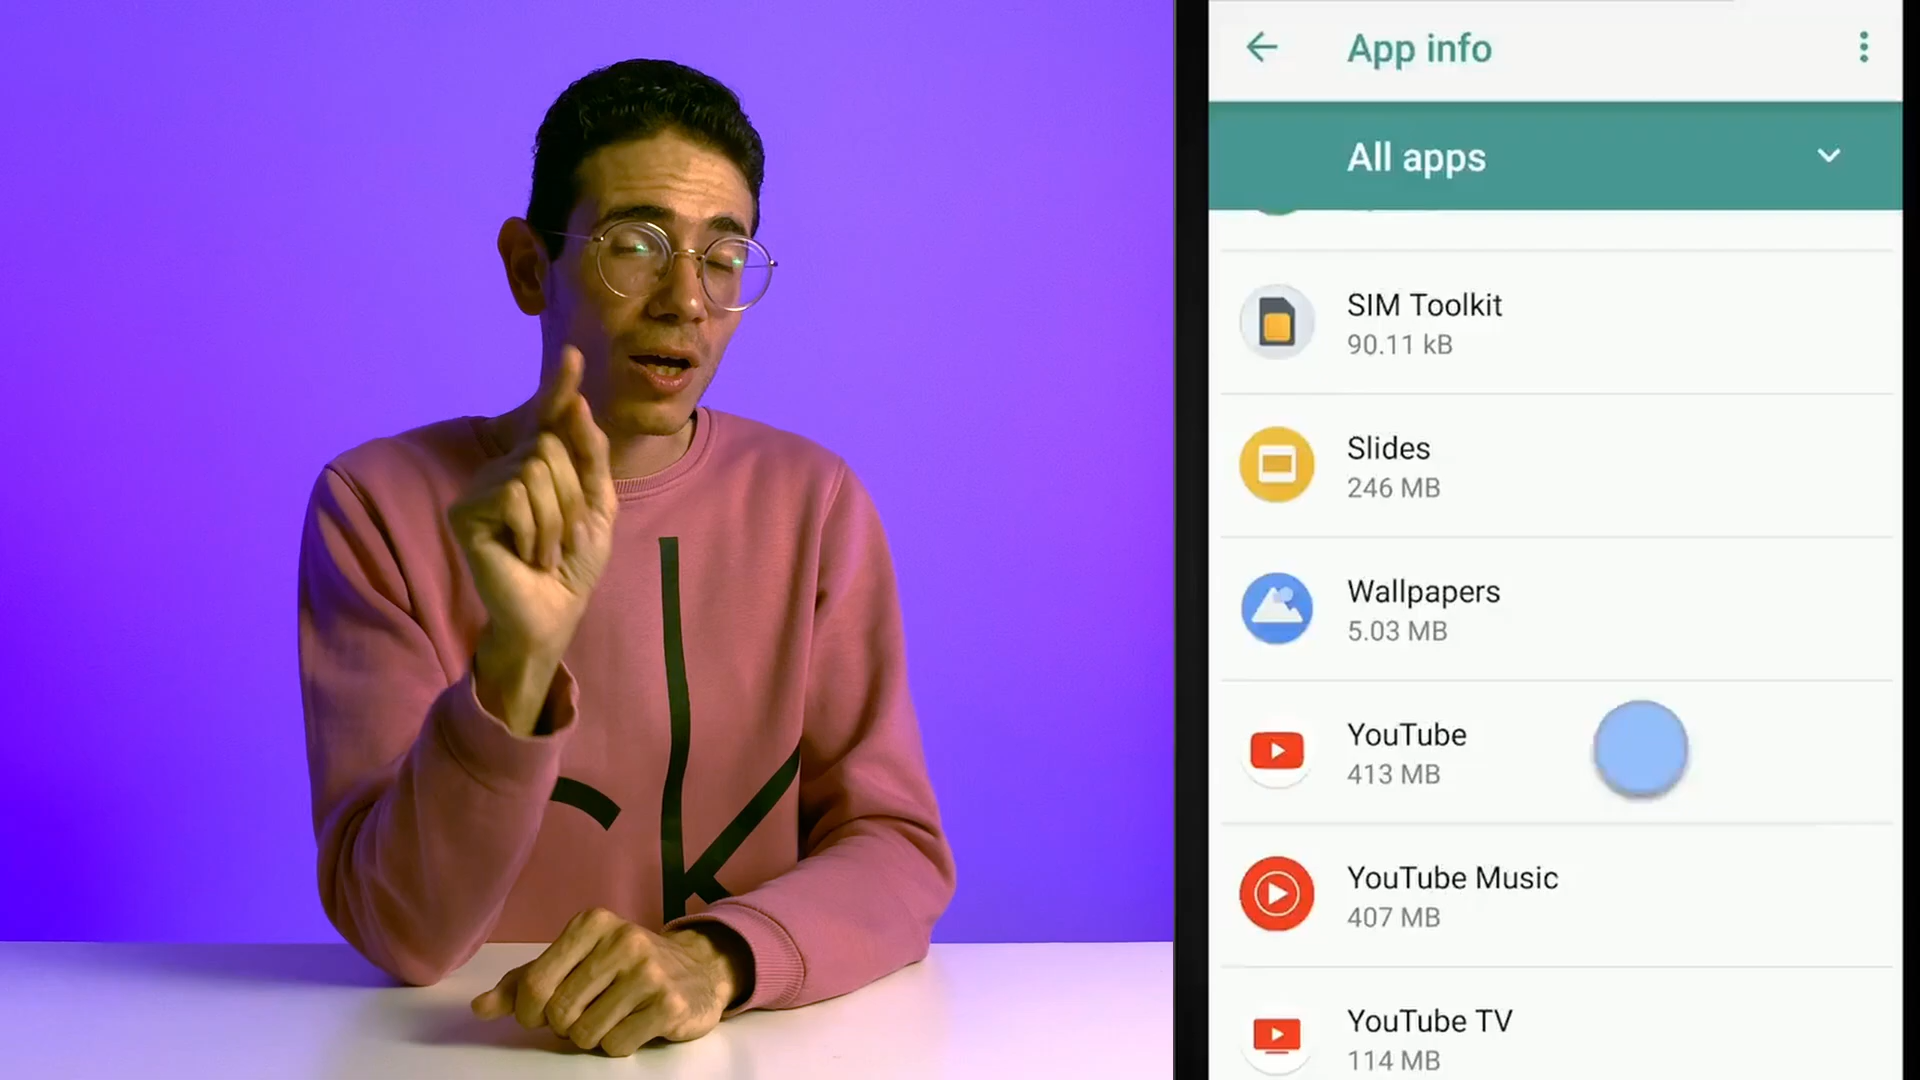 App info
All apps
SIM Toolkit
90.11 kB
Slides
246 MB
Wallpapers
5.03 MB
YouTube
413 MB
YouTube Music
407 MB
YouTube TV
114 MB